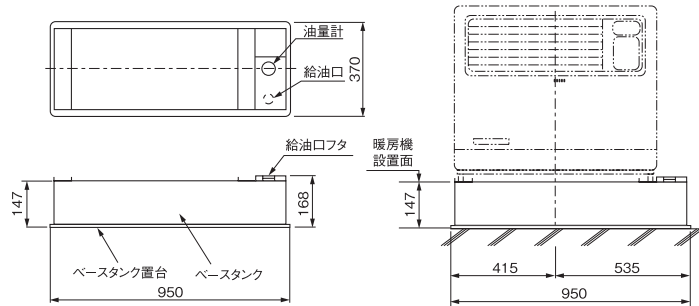 油量計
給油口
370
給油口フタ
147
168
ベースタンク置台
ベースタンク
950
暖房機
設置面
147
415
535
950